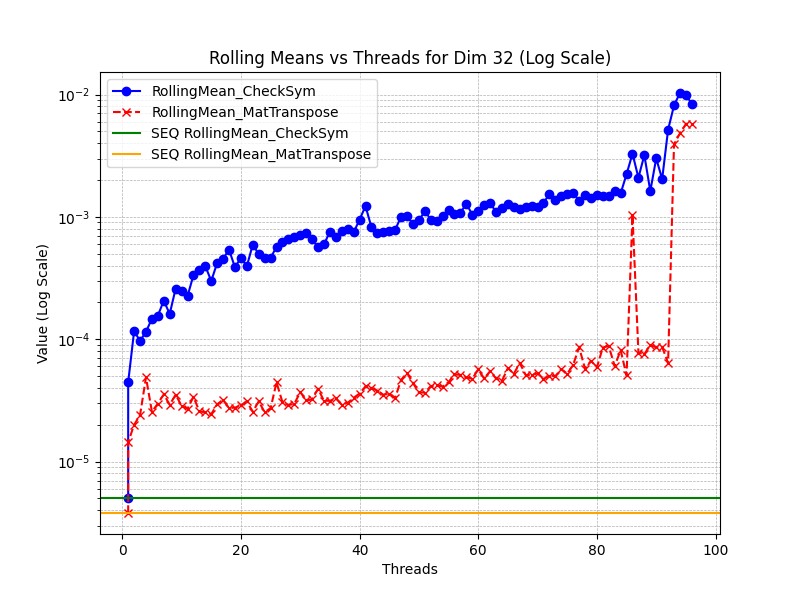 Rolling Means vs Threads for Dim 32 (Log Scale)
RollingMean_CheckSym
RollingMean_MatTranspose
SEQ RollingMean_CheckSym
SEQ RollingMean_MatTranspose
Value (Log Scale)
10⁻²
10⁻³
10⁻⁴
10⁻⁵
0 20 40 60 80 100
Threads